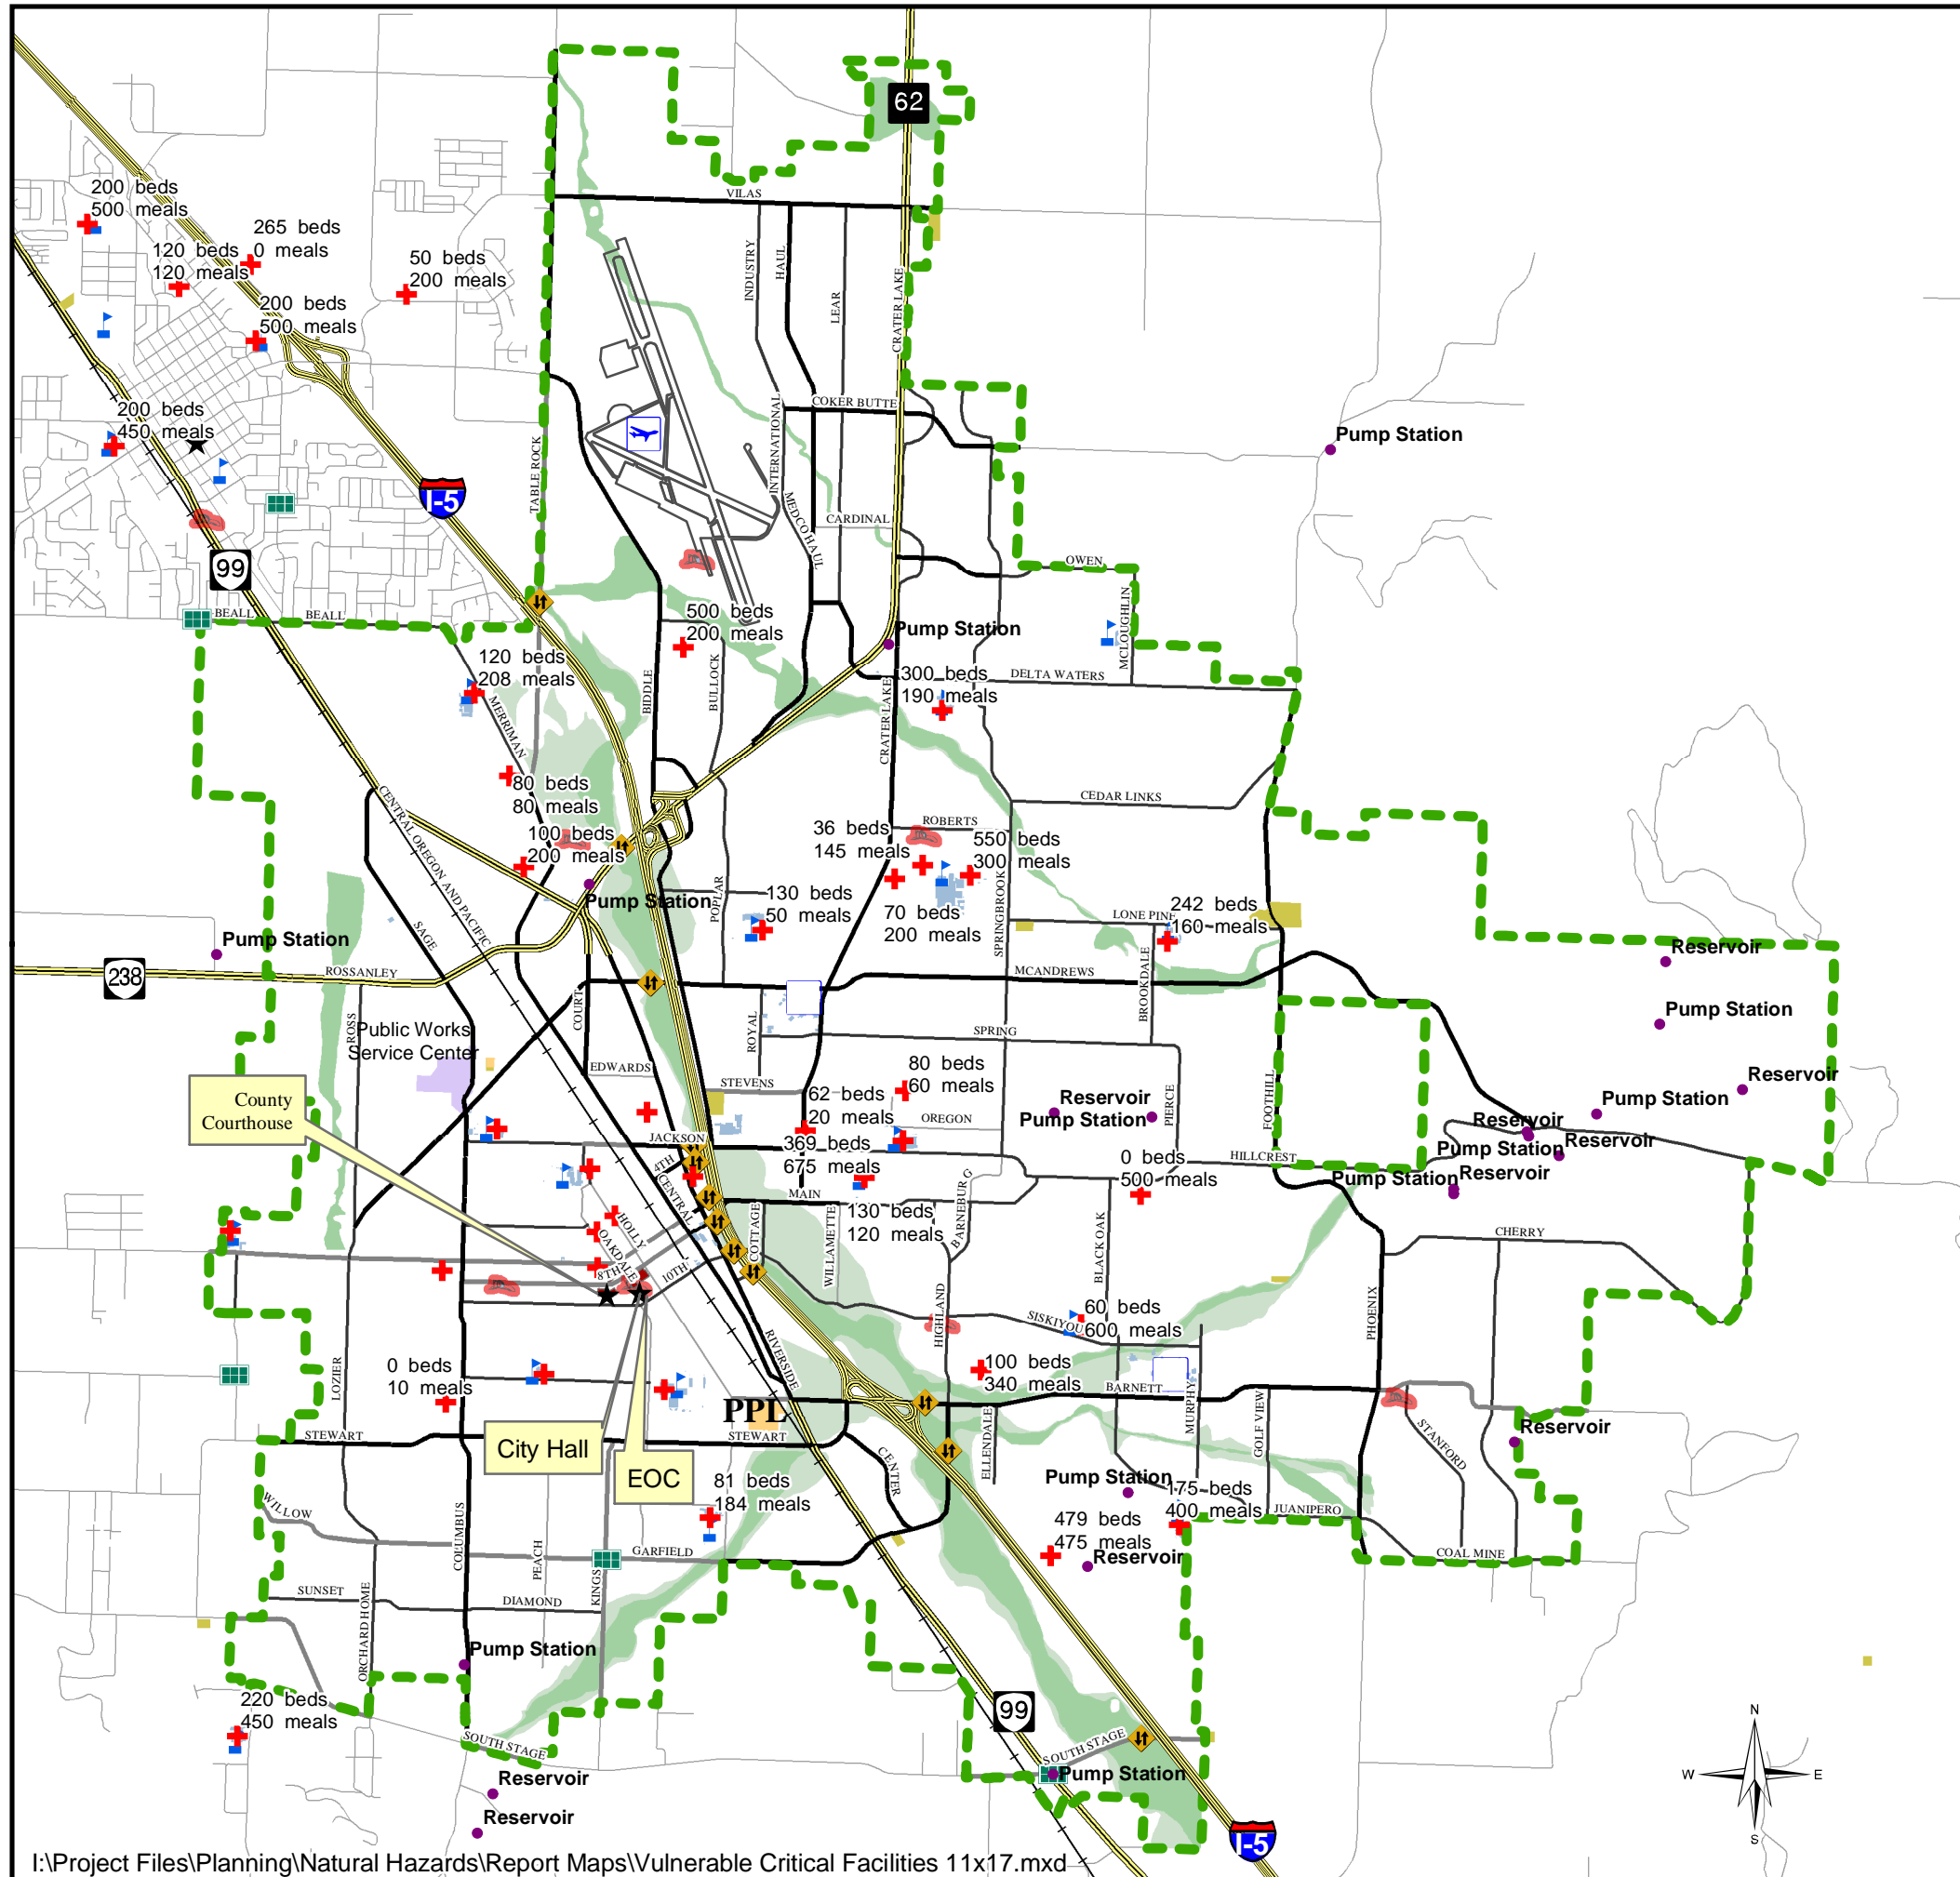 62
VILAS
200 beds
500 meals
265 beds
0 meals
120 beds
120 meals
50 beds
200 meals
200 beds
500 meals
INDUSTRY
HAUL
LEAR
CRATER LAKE
200 beds
450 meals
COKER BUTTE
INTERNATIONAL
TABLE ROCK
I-5
MEDCO HAUL
CARDINAL
Pump Station
99
OWEN
BEALL
BEALL
MCLOUGHLIN
500 beds
200 meals
Pump Station
120 beds
208 meals
BIDDLE
BULLOCK
300 beds
190 meals
DELTA WATERS
MERRIMAN
CRATER LAKE
80 beds
80 meals
CEDAR LINKS
CENTRAL OREGON AND PACIFIC
100 beds
200 meals
36 beds
145 meals
ROBERTS
550 beds
300 meals
Pump Station
POPLAR
130 beds
50 meals
70 beds
200 meals
SPRINGBROOK
LONE PINE
242 beds
160 meals
SAGE
Pump Station
238
ROSSANLEY
MCANDREWS
BROOKDALE
Reservoir
Pump Station
Public Works
Service Center
ROSS
COURT
ROYAL
SPRING
EDWARDS
STEVENS
80 beds
60 meals
62 beds
20 meals
OREGON
Reservoir
Pump Station
PIERCE
FOOTHILL
Reservoir
Pump Station
Reservoir
Pump Station
Reservoir
Pump Station
Reservoir
County
Courthouse
JACKSON
4TH
CENTRAL
369 beds
675 meals
0 beds
500 meals
HILLCREST
MAIN
130 beds
120 meals
BARNEBURG
HOLLY
OAKDALE
8TH
10TH
COTTAGE
WILLAMETTE
BLACK OAK
CHERRY
PHOENIX
HIGHLAND
SISKIYOU
60 beds
600 meals
RIVERSIDE
0 beds
10 meals
LOZIER
100 beds
340 meals
BARNETT
MURPHY
GOLF VIEW
STANFORD
Reservoir
PPL
STEWART
STEWART
City Hall
EOC
CENTER
ELLENDALE
81 beds
184 meals
Pump Station
175 beds
400 meals
JUANIPERO
479 beds
475 meals
Reservoir
COAL MINE
WILLOW
COLUMBUS
PEACH
KINGS
GARFIELD
SUNSET
DIAMOND
ORCHARD HOME
Pump Station
220 beds
450 meals
SOUTH STAGE
99
SOUTH STAGE
Pump Station
Reservoir
Reservoir
I-5
N
W
E
S
I:\Project Files\Planning\Natural Hazards\Report Maps\Vulnerable Critical Facilities 11x17.mxd